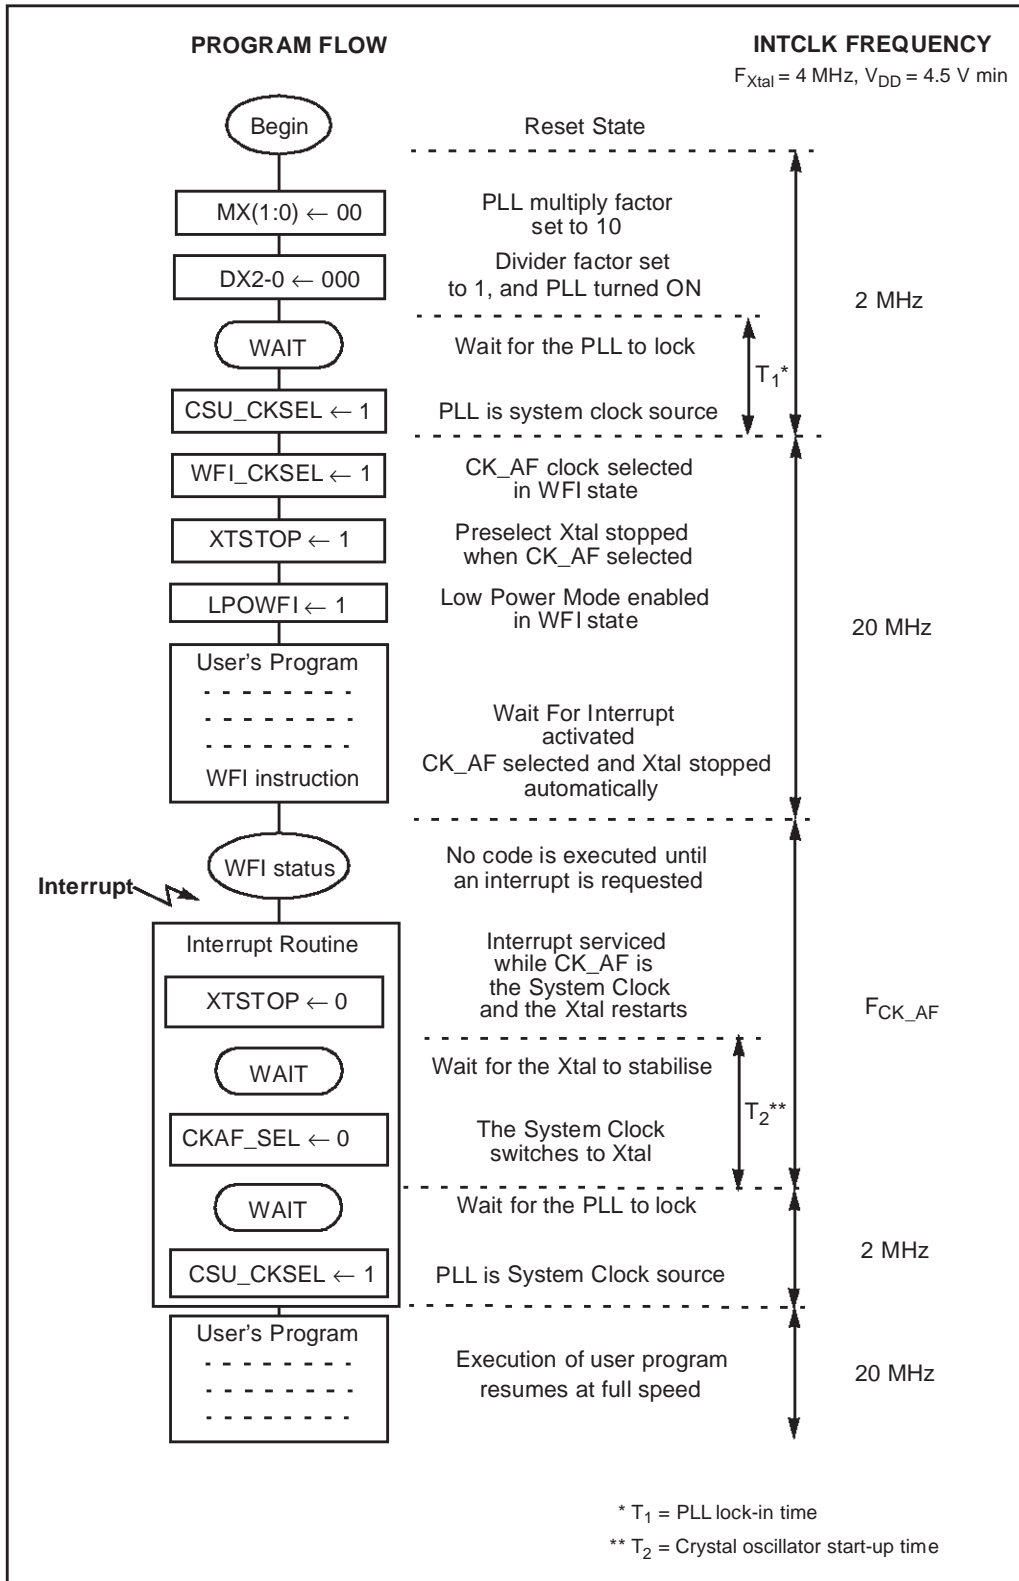 PROGRAM FLOW
INTCLK FREQUENCY
FXtal = 4 MHz, VDD = 4.5 V min
Begin
Reset State
MX(1:0) ← 00
PLL multiply factor
set to 10
DX2-0 ← 000
Divider factor set
to 1, and PLL turned ON
2 MHz
WAIT
Wait for the PLL to lock
T1*
CSU_CKSEL ← 1
PLL is system clock source
WFI_CKSEL ← 1
CK_AF clock selected
in WFI state
XTSTOP ← 1
Preselect Xtal stopped
when CK_AF selected
LPOWFI ← 1
Low Power Mode enabled
in WFI state
20 MHz
User's Program
WFI instruction
Wait For Interrupt
activated
CK_AF selected and Xtal stopped
automatically
WFI status
No code is executed until
an interrupt is requested
Interrupt
Interrupt Routine
Interrupt serviced
while CK_AF is
the System Clock
and the Xtal restarts
XTSTOP ← 0
FCK_AF
WAIT
Wait for the Xtal to stabilise
T2**
CKAF_SEL ← 0
The System Clock
switches to Xtal
WAIT
Wait for the PLL to lock
2 MHz
CSU_CKSEL ← 1
PLL is System Clock source
User's Program
Execution of user program
resumes at full speed
20 MHz
* T1 = PLL lock-in time
** T2 = Crystal oscillator start-up time